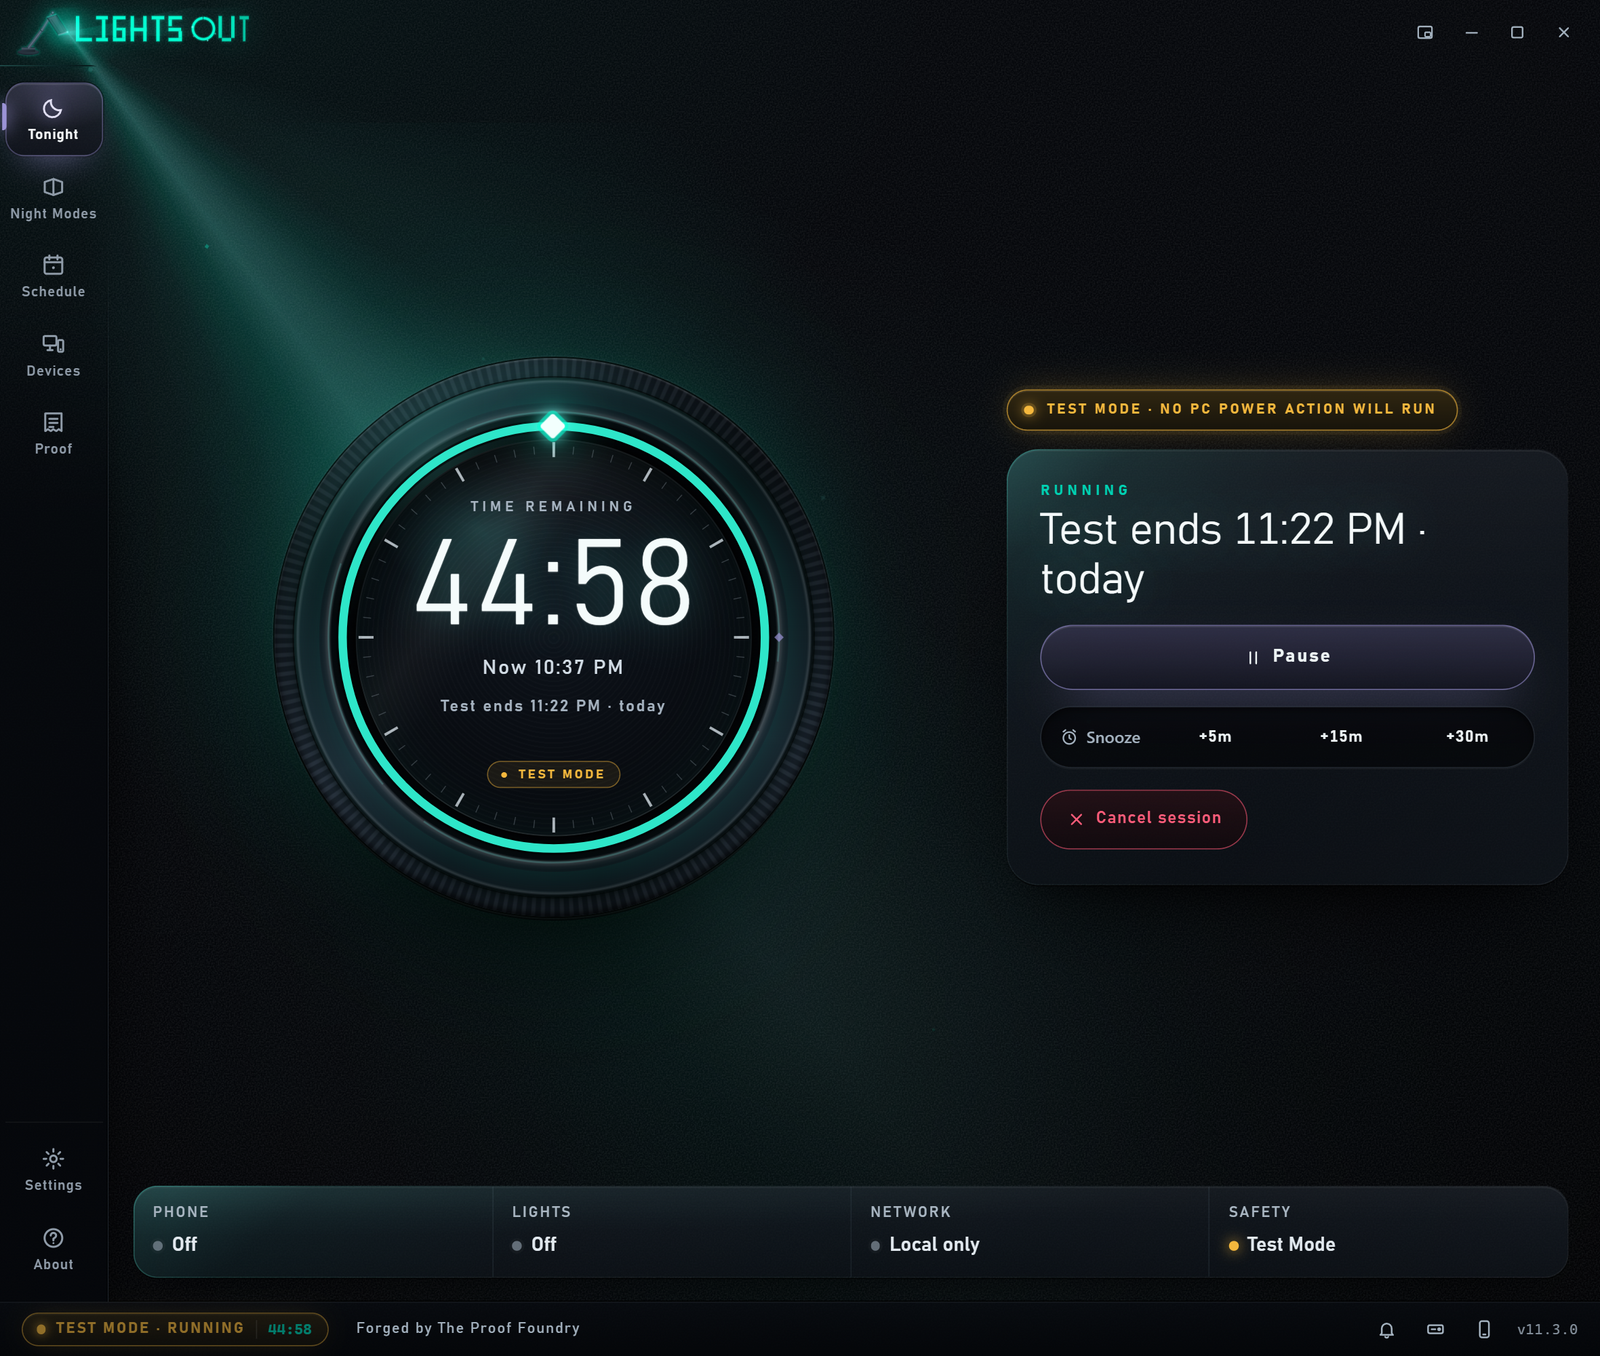 LIGHTS OUT
Tonight
Night Modes
Schedule
Devices
Proof
Settings
About
TIME REMAINING
44:58
Now 10:37 PM
Test ends 11:22 PM · today
TEST MODE
TEST MODE · NO PC POWER ACTION WILL RUN
RUNNING
Test ends 11:22 PM ·
today
Pause
Snooze +5m +15m +30m
Cancel session
PHONE
Off
LIGHTS
Off
NETWORK
Local only
SAFETY
Test Mode
TEST MODE · RUNNING 44:58
Forged by The Proof Foundry
v11.3.0